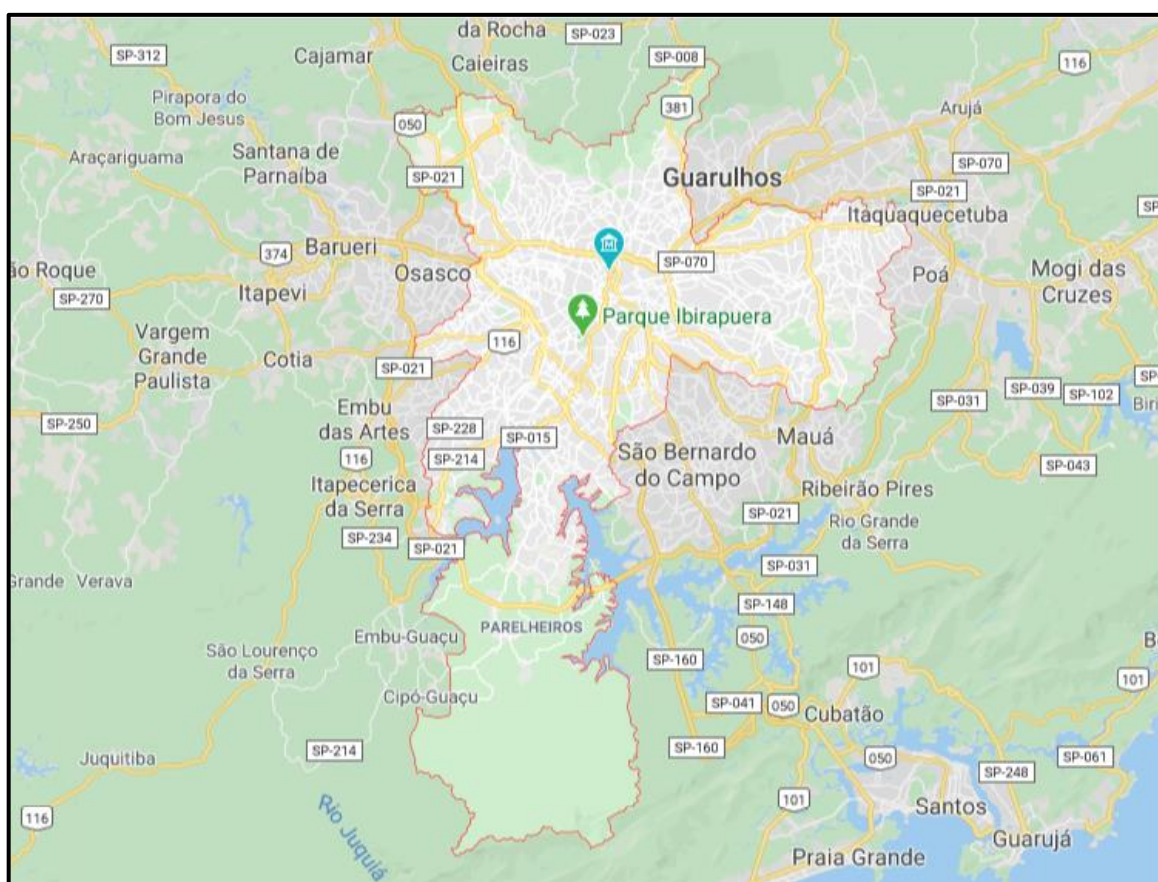 da Rocha
SP-023
SP-312
Cajamar
Caieiras
SP-008
116
Pirapora do
Bom Jesus
381
Arujá
050
Araçariguama
Santana de
Parnaíba
SP-070
SP-021
Guarulhos
SP-021
Itaquaquecetuba
SP
Barueri
374
SP-070
ão Roque
Osasco
Poá
Mogi das
Cruzes
SP-270
Itapevi
Parque Ibirapuera
Vargem
Grande
Paulista
116
Cotia
SP-021
SP-039
SP-102
SP-
SP-031
Biri
Embu
das Artes
SP-250
SP-228
SP-015
Mauá
São Bernardo
do Campo
116
SP-214
SP-043
Itapecerica
da Serra
Ribeirão Pires
SP-021
Rio Grande
da Serra
SP-234
SP-021
SP-031
Grande Verava
SP-148
PARELHEIROS
Embu-Guaçu
050
São Lourenço
da Serra
SP-160
B
101
101
Cipó-Guaçu
SP-041
050
Cubatão
SP-214
SP-160
Juquitiba
050
SP-061
101
SP-248
Rio Juquiá
116
Santos
Guarujá
Praia Grande